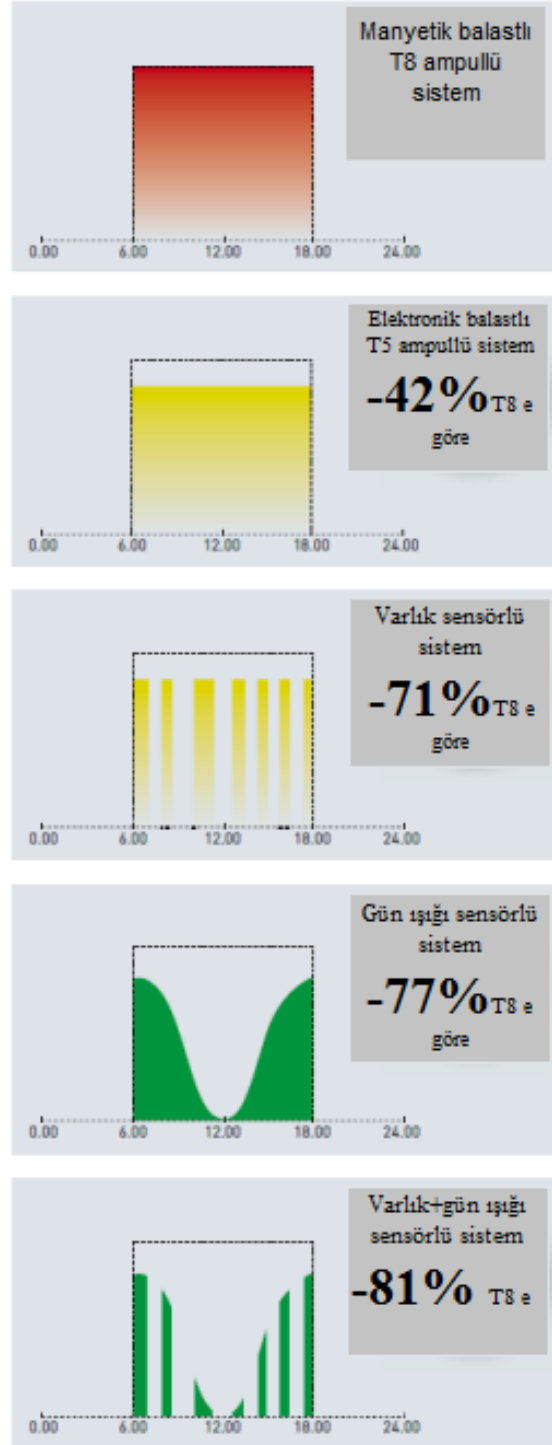 Manyetik balastlı
T8 ampullü
sistem
0.00 6.00 12.00 18.00 24.00
Elektronik balastlı
T5 ampullü sistem
-42% T8 e
göre
0.00 6.00 12.00 18.00 24.00
Varlık sensörlü
sistem
-71% T8 e
göre
0.00 6.00 12.00 18.00 24.00
Gün ışığı sensörlü
sistem
-77% T8 e
göre
0.00 6.00 12.00 18.00 24.00
Varlık+gün ışığı
sensörlü sistem
-81% T8 e
0.00 6.00 12.00 18.00 24.00